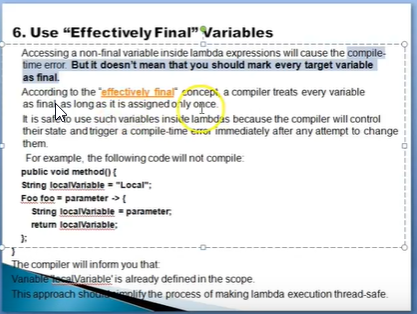 6. Use “Effectively Final” Variables
Accessing a non-final variable inside lambda expressions will cause the compile-
time error. But it doesn’t mean that you should mark every target variable
as final.
According to the “effectively final” concept, a compiler treats every variable
as final, as long as it is assigned only once.
It is safe to use such variables inside lambdas because the compiler will control
their state and trigger a compile-time error immediately after any attempt to change
them.
For example, the following code will not compile:
public void method() {
String localVariable = "Local";
Foo foo = parameter -> {
String localVariable = parameter;
return localVariable;
};
}
The compiler will inform you that:
Variable 'localVariable' is already defined in the scope.
This approach should simplify the process of making lambda execution thread-safe.